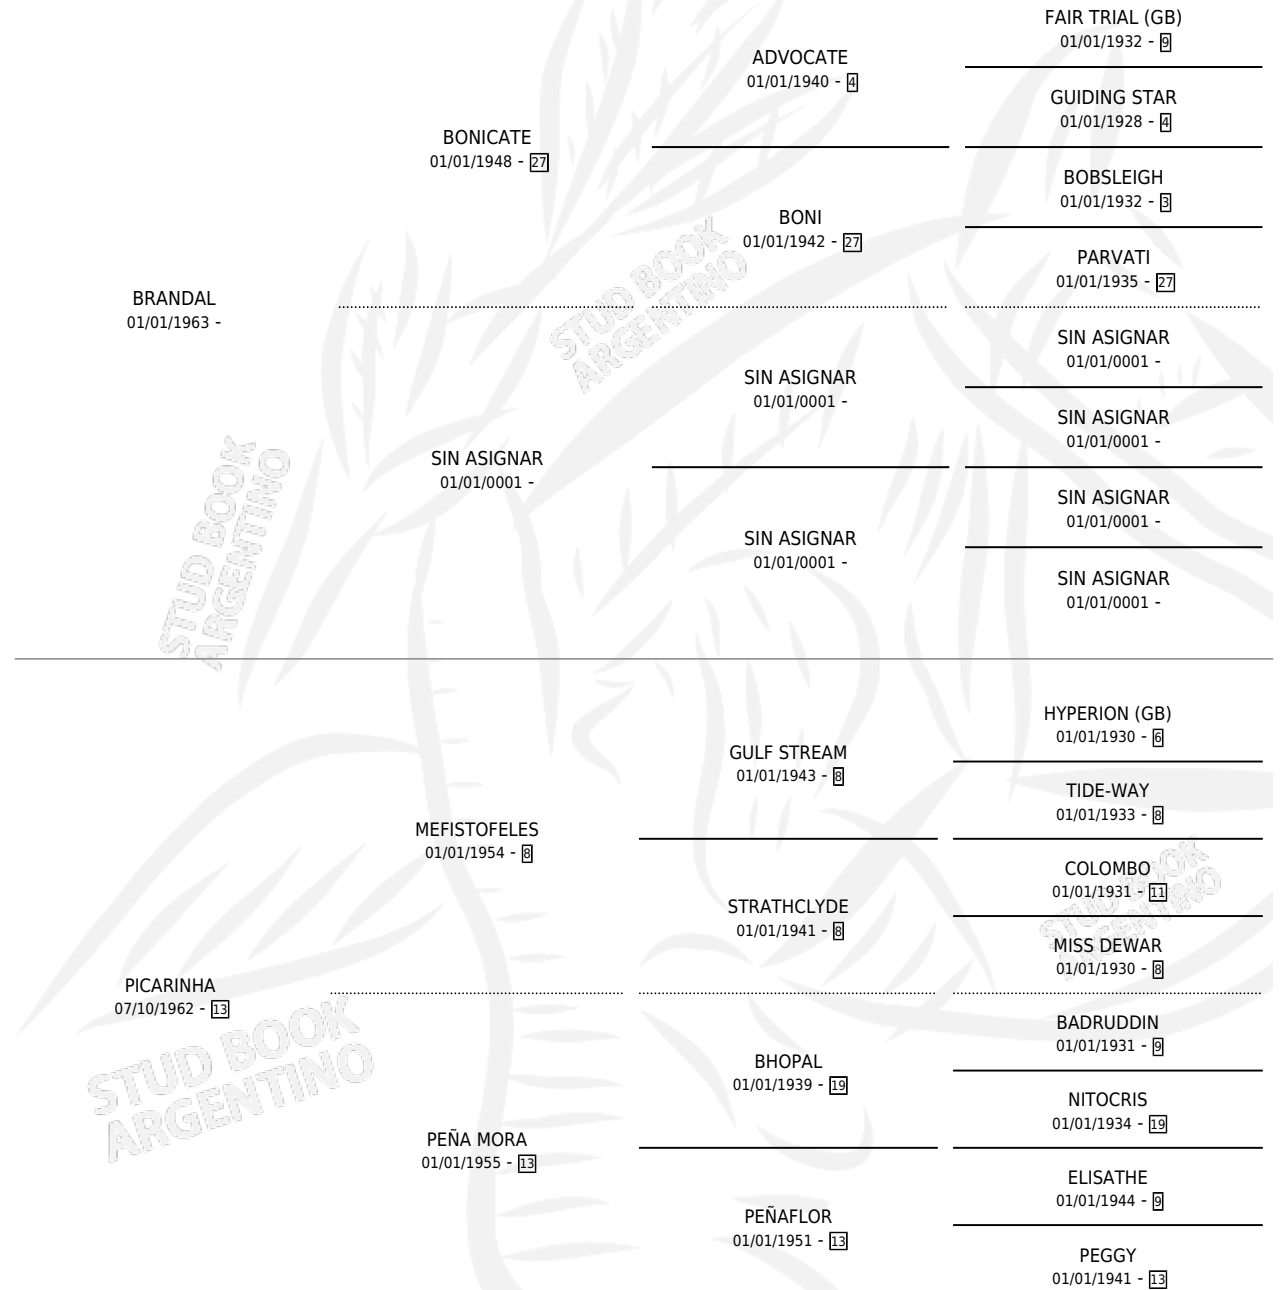 FAIR TRIAL (GB)
01/01/1932 - 9
ADVOCATE
01/01/1940 - 4
GUIDING STAR
01/01/1928 - 4
BONICATE
01/01/1948 - 27
BOBSLEIGH
01/01/1932 - 3
BONI
01/01/1942 - 27
PARVATI
01/01/1935 - 27
BRANDAL
01/01/1963 -
SIN ASIGNAR
01/01/0001 -
SIN ASIGNAR
01/01/0001 -
SIN ASIGNAR
01/01/0001 -
SIN ASIGNAR
01/01/0001 -
SIN ASIGNAR
01/01/0001 -
SIN ASIGNAR
01/01/0001 -
SIN ASIGNAR
01/01/0001 -
STUD BOOK
ARGENTINO
STUD BOOK
ARGENTINO
HYPERION (GB)
01/01/1930 - 6
GULF STREAM
01/01/1943 - 8
TIDE-WAY
01/01/1933 - 8
MEFISTOFELES
01/01/1954 - 8
COLOMBO
01/01/1931 - 11
STRATHCLYDE
01/01/1941 - 8
MISS DEWAR
01/01/1930 - 8
STUD BOOK
ARGENTINO
PICARINHA
07/10/1962 - 13
BADRUDDIN
01/01/1931 - 9
BHOPAL
01/01/1939 - 19
NITOCRIS
01/01/1934 - 19
PEÑA MORA
01/01/1955 - 13
ELISATHE
01/01/1944 - 9
PEÑAFLOR
01/01/1951 - 13
PEGGY
01/01/1941 - 13
STUD BOOK
ARGENTINO